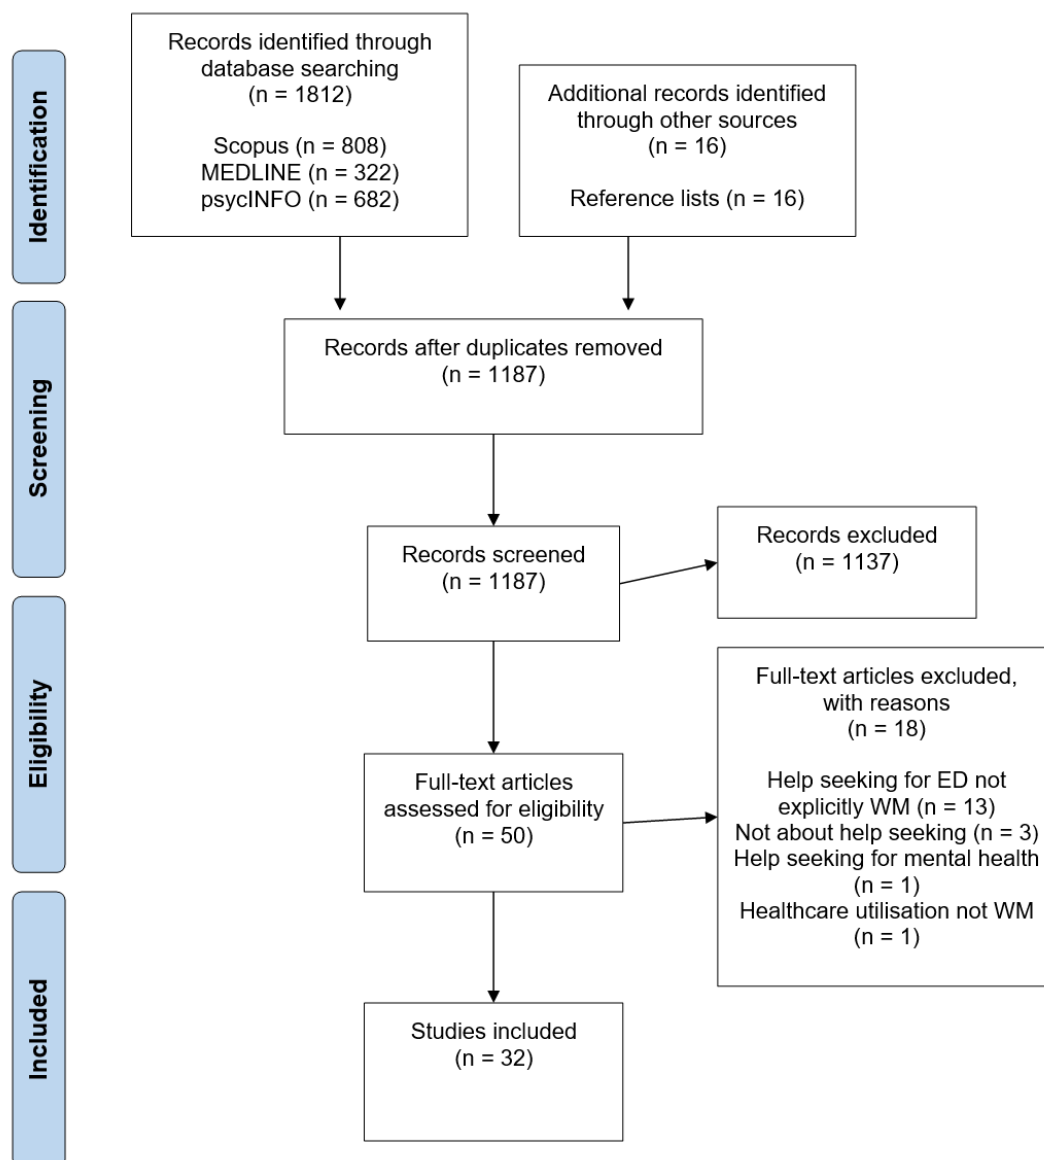 Identification
Records identified through
database searching
(n = 1812)
Scopus (n = 808)
MEDLINE (n = 322)
psycINFO (n = 682)
Additional records identified
through other sources
(n = 16)
Reference lists (n = 16)
Screening
Records after duplicates removed
(n = 1187)
Records screened
(n = 1187)
Records excluded
(n = 1137)
Eligibility
Full-text articles
assessed for eligibility
(n = 50)
Full-text articles excluded,
with reasons
(n = 18)
Help seeking for ED not
explicitly WM (n = 13)
Not about help seeking (n = 3)
Help seeking for mental health
(n = 1)
Healthcare utilisation not WM
(n = 1)
Included
Studies included
(n = 32)